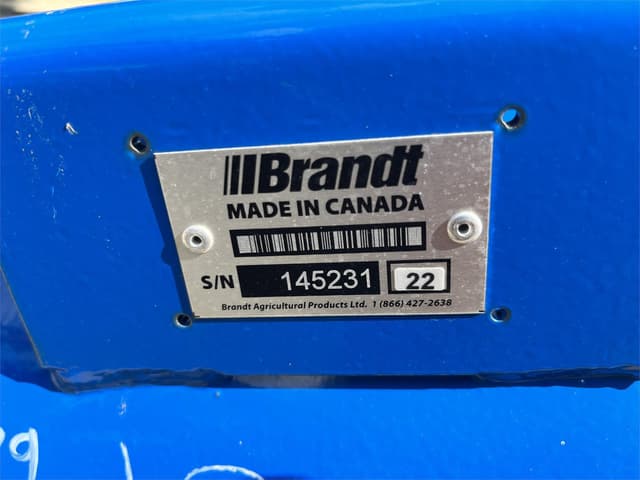 Brandt
MADE IN CANADA
S/N 145231 22
Brandt Agricultural Products Ltd. 1 (866) 427-2638